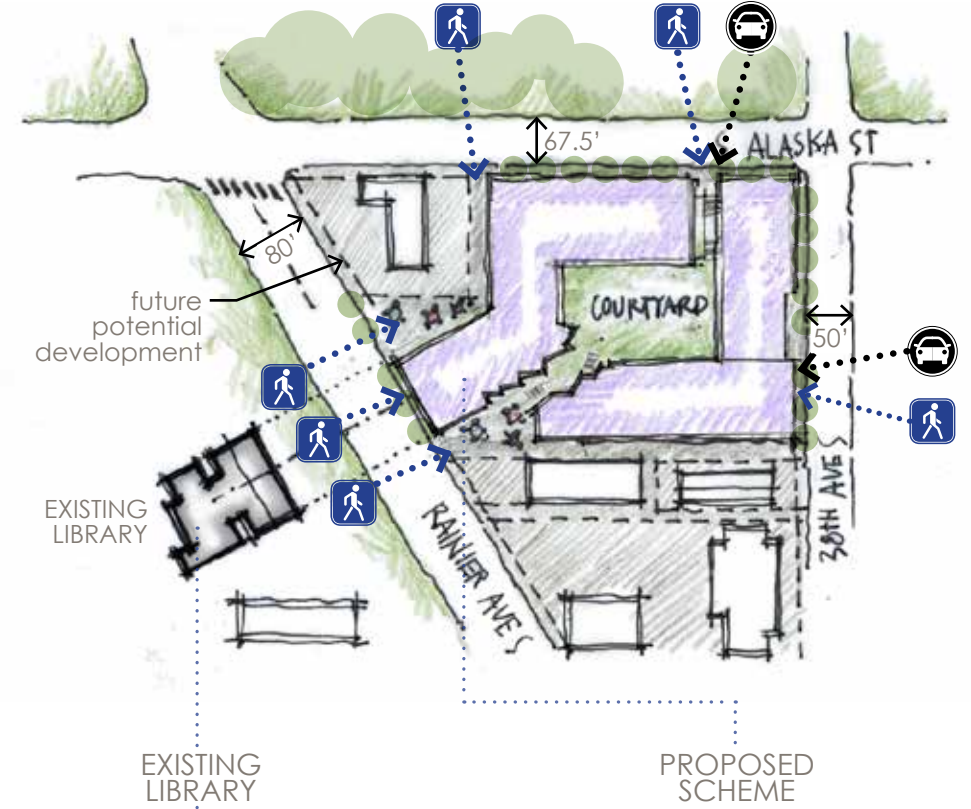 S ALASKA ST
67.5'
80'
future
potential
development
COURTYARD
50'
EXISTING
LIBRARY
RAINIER AVE S
38TH AVE S
EXISTING
LIBRARY
PROPOSED
SCHEME